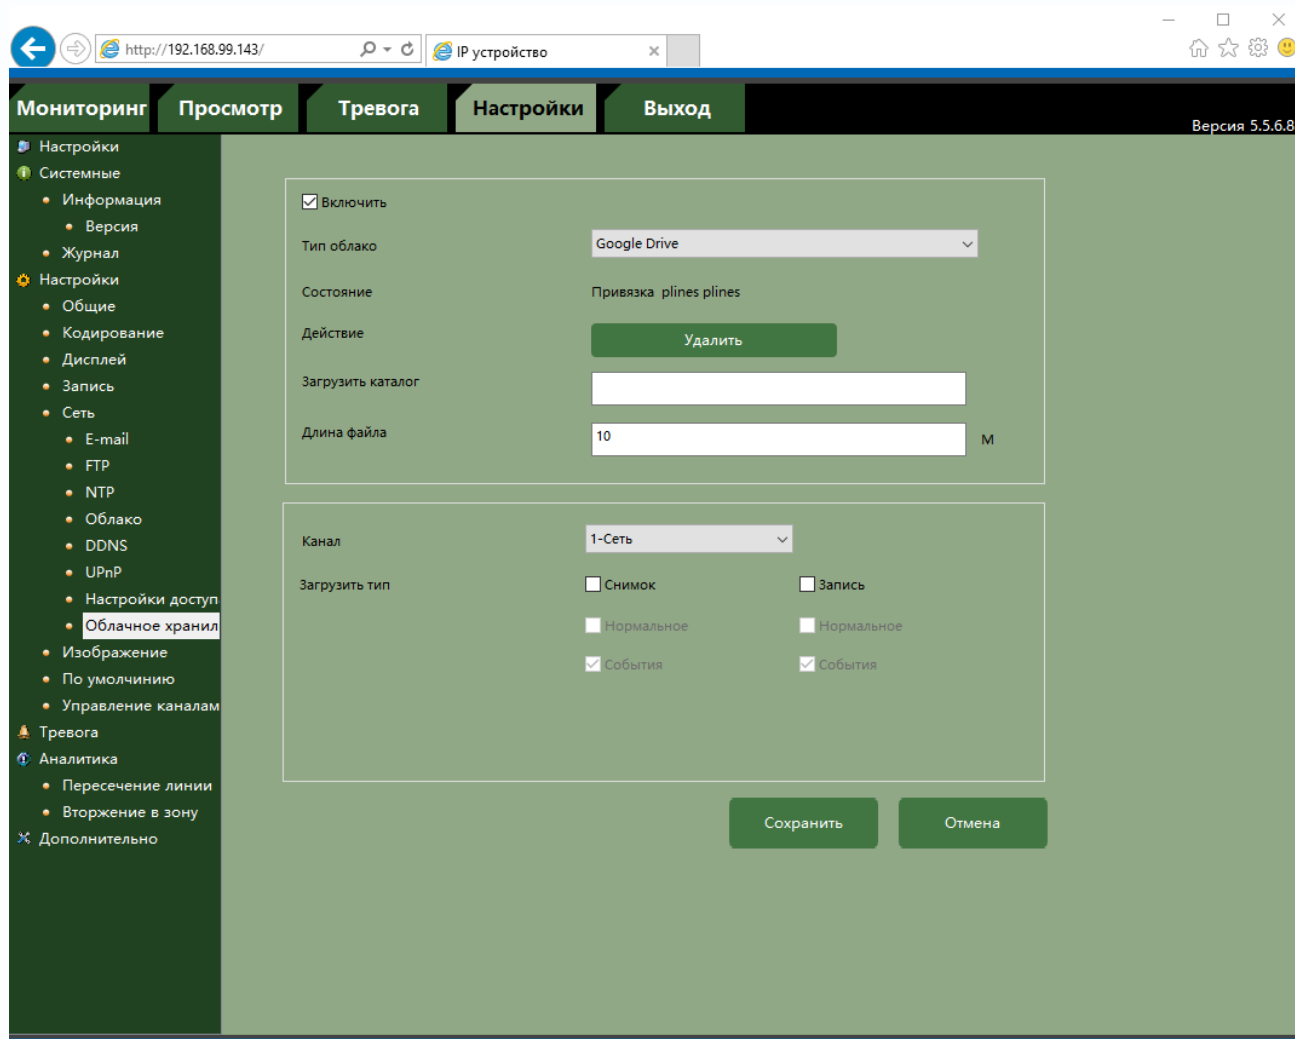 http://192.168.99.143/
IP устройство
Мониторинг
Просмотр
Тревога
Настройки
Выход
Версия 5.5.6.8
Настройки
Системные
Информация
Версия
Журнал
Настройки
Общие
Кодирование
Дисплей
Запись
Сеть
E-mail
FTP
NTP
Облако
DDNS
UPnP
Настройки доступ
Облачное хранил
Изображение
По умолчинию
Управление каналам
Тревога
Аналитика
Пересечение линии
Вторжение в зону
Дополнительно
Включить
Тип облако Google Drive
Состояние Привязка plines plines
Действие Удалить
Загрузить каталог
Длина файла 10 M
Канал 1-Сеть
Загрузить тип Снимок Запись
Нормальное Нормальное
События События
Сохранить Отмена